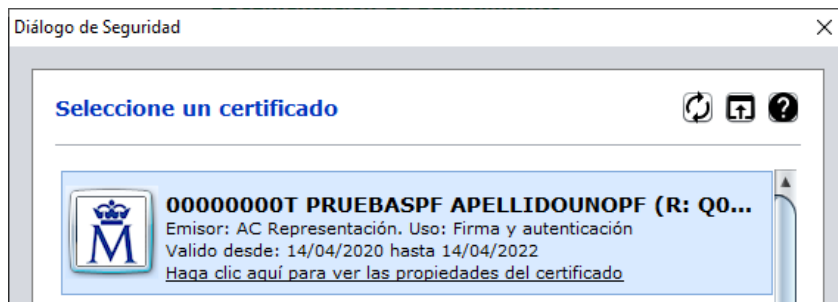 Diálogo de Seguridad
Seleccione un certificado
00000000T PRUEBASPF APELLIDOUNOPF (R: Q0...
Emisor: AC Representación. Uso: Firma y autenticación
Valido desde: 14/04/2020 hasta 14/04/2022
Haga clic aquí para ver las propiedades del certificado